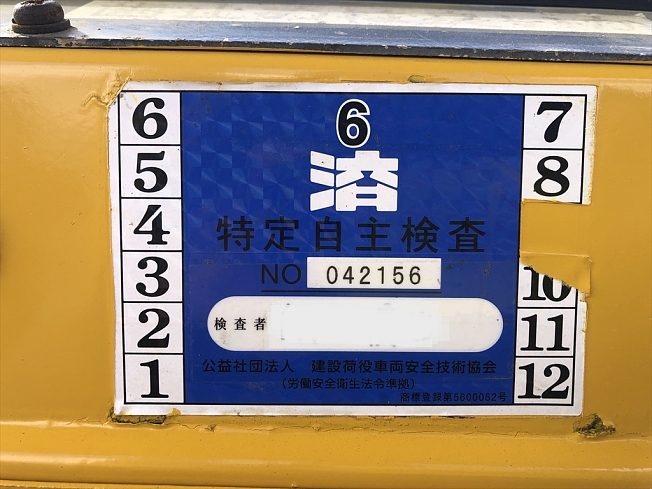 6
済
特定自主検査
NO 042156
検査者
公益社団法人 建設荷役車両安全技術協会
(労働安全衛生法令準拠)
商標登録第5600052号
6
5
4
3
2
1
7
8
10
11
12